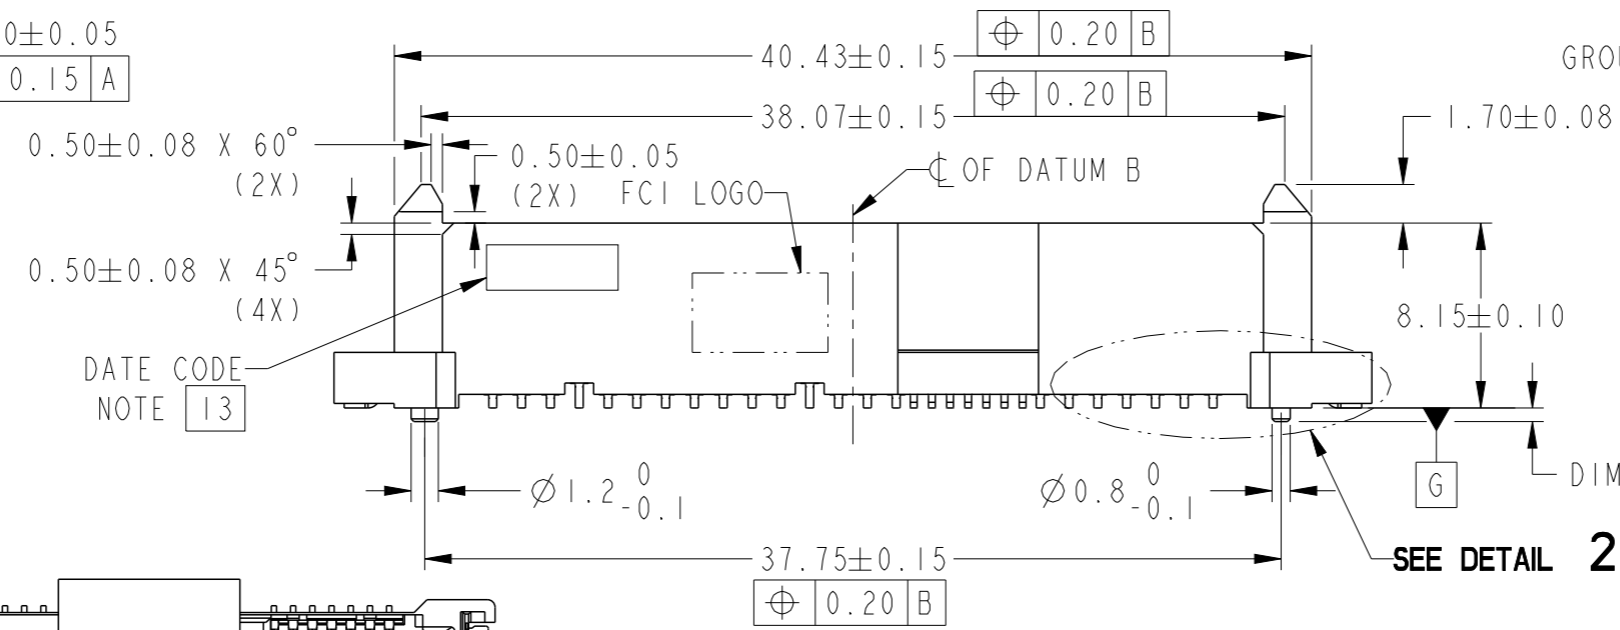 0±0.05
0.15 A
40.43±0.15
⌖ 0.20 B
38.07±0.15
⌖ 0.20 B
GROU
1.70±0.08
0.50±0.08 X 60°
(2X)
0.50±0.05
(2X)
FCI LOGO
℄ OF DATUM B
0.50±0.08 X 45°
(4X)
8.15±0.10
DATE CODE
NOTE 13
Ø1.2 0 -0.1
Ø0.8 0 -0.1
G
DIM
37.75±0.15
⌖ 0.20 B
SEE DETAIL 2